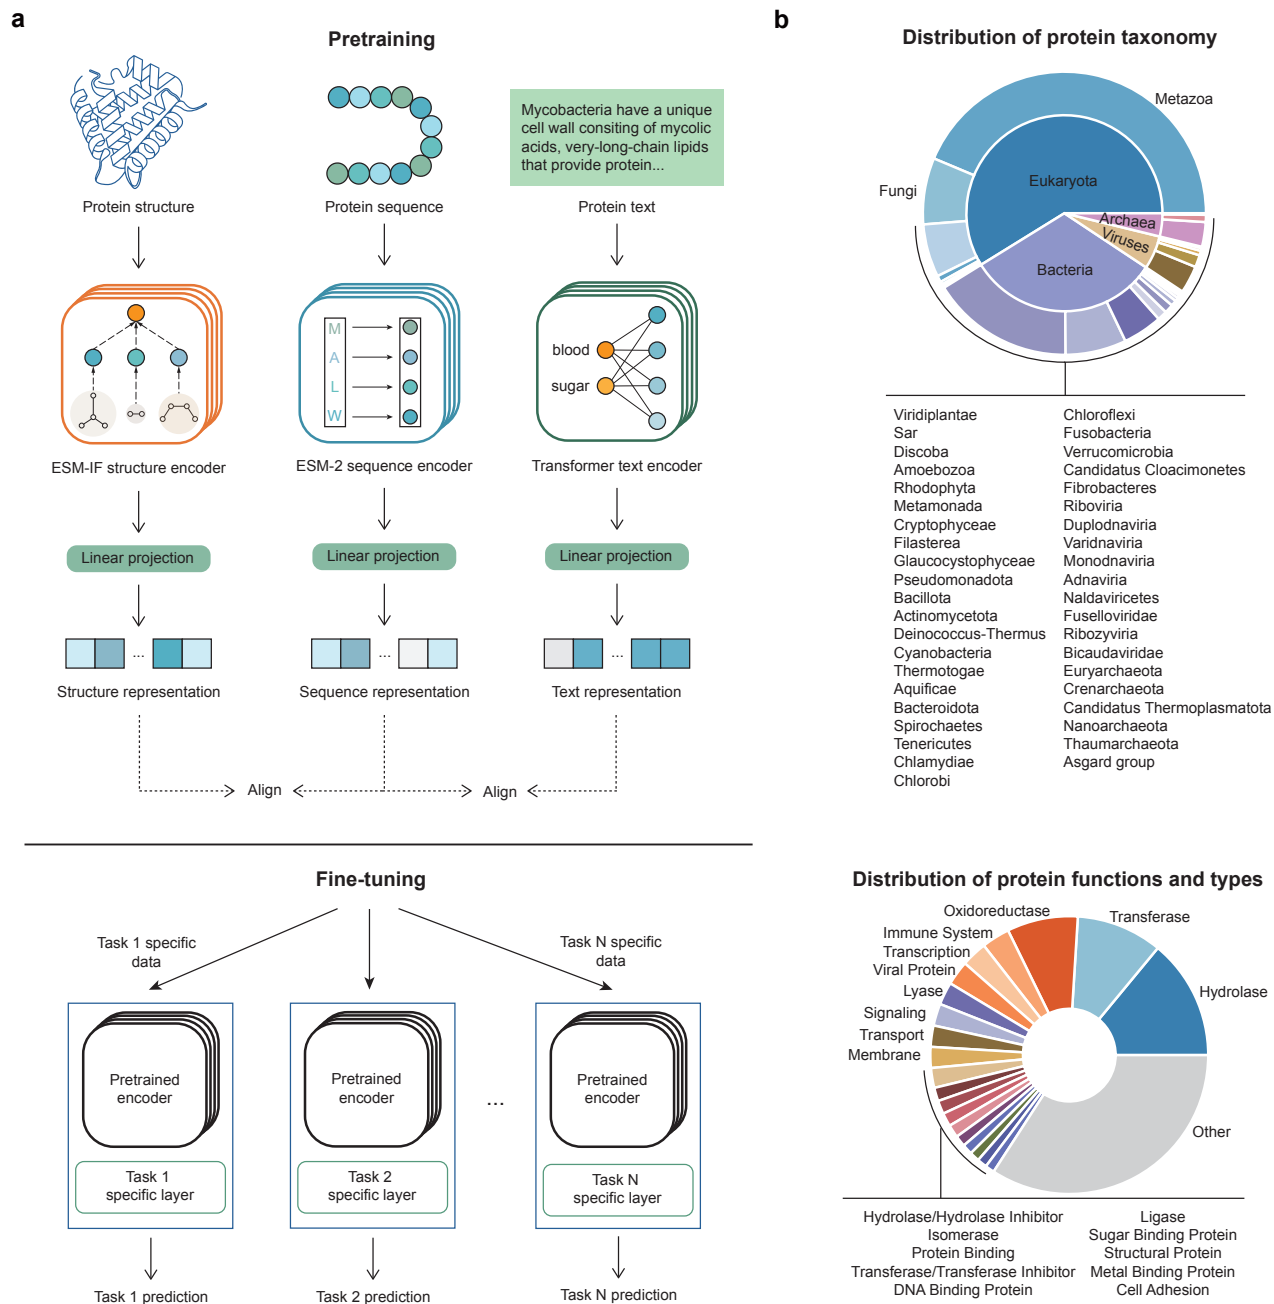 a
Pretraining
Mycobacteria have a unique
cell wall consiting of mycolic
acids, very-long-chain lipids
that provide protein...
Protein structure
Protein sequence
Protein text
M
A
L
W
blood
sugar
ESM-IF structure encoder
ESM-2 sequence encoder
Transformer text encoder
Linear projection
Linear projection
Linear projection
...
...
...
Structure representation
Sequence representation
Text representation
Align
Align
Fine-tuning
Task 1 specific
data
Task N specific
data
Pretrained
encoder
Pretrained
encoder
...
Pretrained
encoder
Task 1
specific layer
Task 2
specific layer
Task N
specific layer
Task 1 prediction
Task 2 prediction
Task N prediction
b
Distribution of protein taxonomy
Metazoa
Fungi
Eukaryota
Archaea
Viruses
Bacteria
Viridiplantae
Sar
Discoba
Amoebozoa
Rhodophyta
Metamonada
Cryptophyceae
Filasterea
Glaucocystophyceae
Pseudomonadota
Bacillota
Actinomycetota
Deinococcus-Thermus
Cyanobacteria
Thermotogae
Aquificae
Bacteroidota
Spirochaetes
Tenericutes
Chlamydiae
Chlorobi
Chloroflexi
Fusobacteria
Verrucomicrobia
Candidatus Cloacimonetes
Fibrobacteres
Riboviria
Duplodnaviria
Varidnaviria
Monodnaviria
Adnaviria
Naldaviricetes
Fuselloviridae
Ribozyviria
Bicaudaviridae
Euryarchaeota
Crenarchaeota
Candidatus Thermoplasmatota
Nanoarchaeota
Thaumarchaeota
Asgard group
Distribution of protein functions and types
Oxidoreductase
Transferase
Immune System
Transcription
Viral Protein
Lyase
Hydrolase
Signaling
Transport
Membrane
Other
Hydrolase/Hydrolase Inhibitor
Isomerase
Protein Binding
Transferase/Transferase Inhibitor
DNA Binding Protein
Ligase
Sugar Binding Protein
Structural Protein
Metal Binding Protein
Cell Adhesion